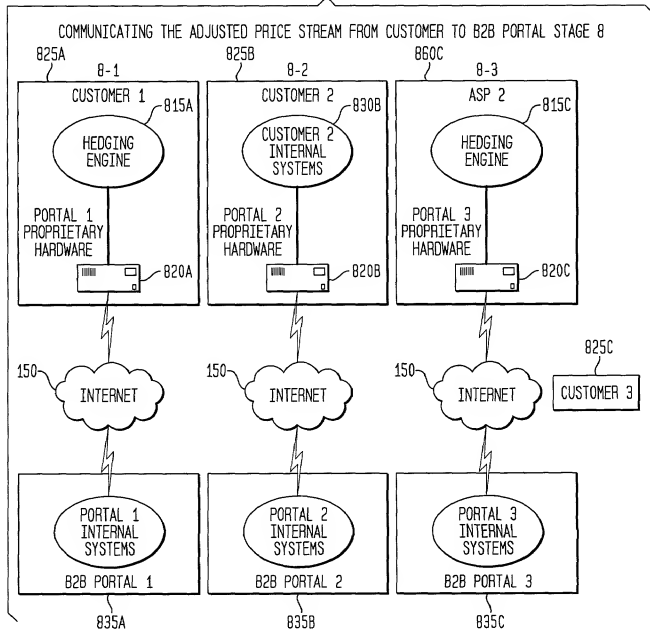 COMMUNICATING THE ADJUSTED PRICE STREAM FROM CUSTOMER TO B2B PORTAL STAGE 8
825A
8-1
825B
8-2
860C
8-3
CUSTOMER 1
815A
HEDGING
ENGINE
PORTAL 1
PROPRIETARY
HARDWARE
820A
CUSTOMER 2
830B
CUSTOMER 2
INTERNAL
SYSTEMS
PORTAL 2
PROPRIETARY
HARDWARE
820B
ASP 2
815C
HEDGING
ENGINE
PORTAL 3
PROPRIETARY
HARDWARE
820C
150
INTERNET
150
INTERNET
150
INTERNET
825C
CUSTOMER 3
PORTAL 1
INTERNAL
SYSTEMS
B2B PORTAL 1
835A
PORTAL 2
INTERNAL
SYSTEMS
B2B PORTAL 2
835B
PORTAL 3
INTERNAL
SYSTEMS
B2B PORTAL 3
835C